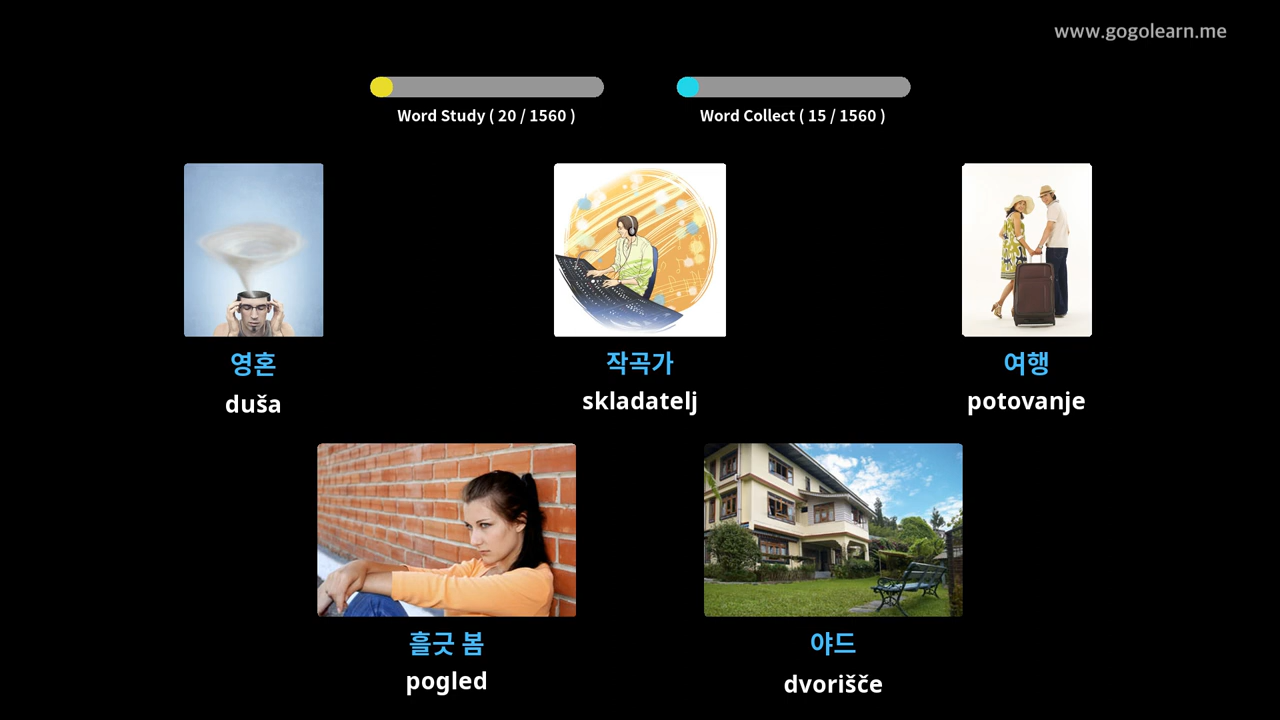 www.gogolearn.me
Word Study ( 20 / 1560 )
Word Collect ( 15 / 1560 )
영혼
duša
작곡가
skladatelj
여행
potovanje
흘긋 봄
pogled
야드
dvorišče